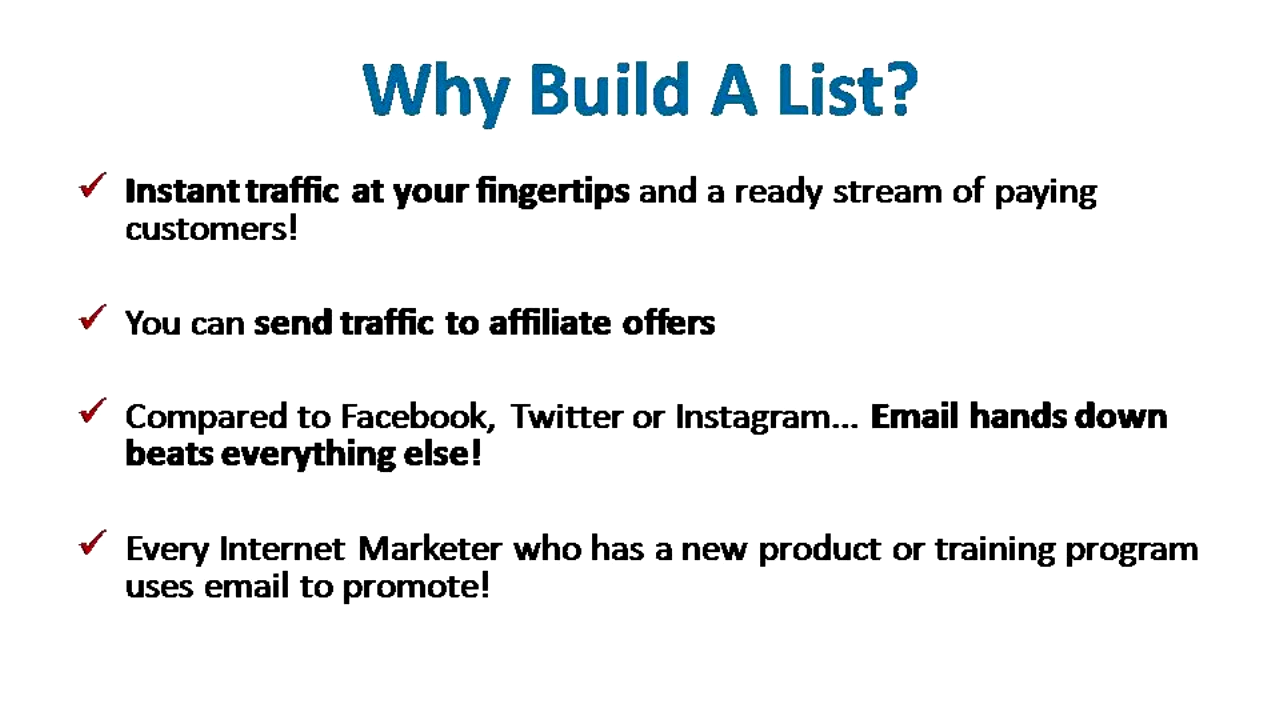 Why Build A List?
Instant traffic at your fingertips and a ready stream of paying
customers!
You can send traffic to affiliate offers
Compared to Facebook, Twitter or Instagram... Email hands down
beats everything else!
Every Internet Marketer who has a new product or training program
uses email to promote!